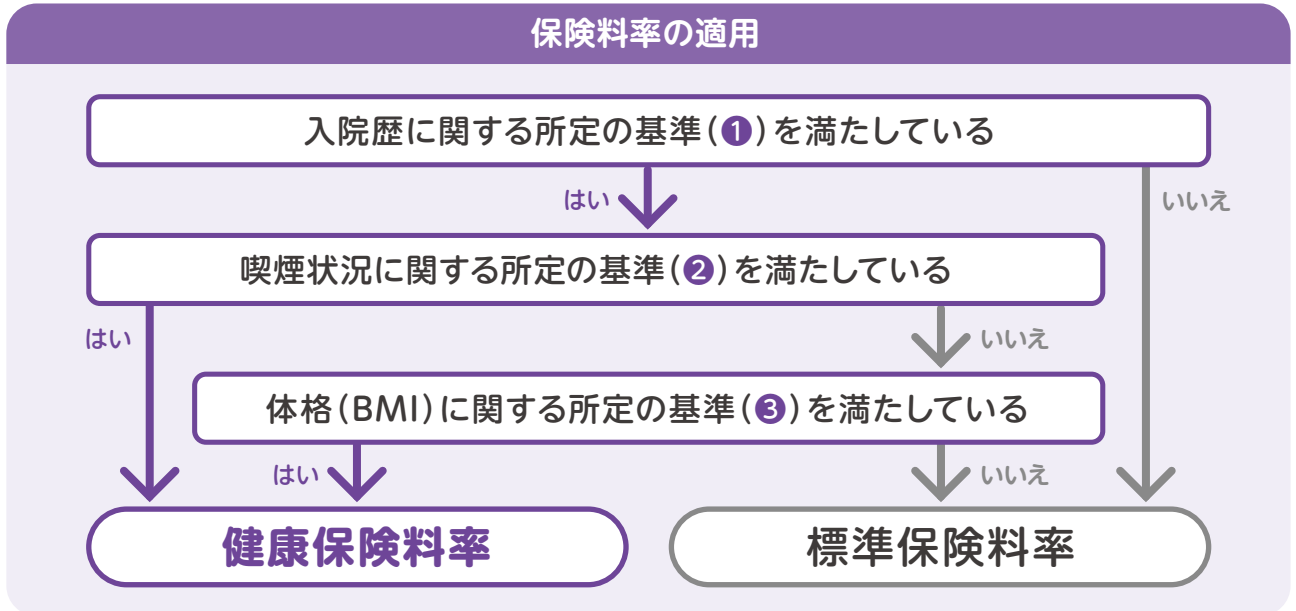 保険料率の適用
入院歴に関する所定の基準(❶)を満たしている
はい
いいえ
喫煙状況に関する所定の基準(❷)を満たしている
はい
いいえ
体格(BMI)に関する所定の基準(❸)を満たしている
はい
いいえ
健康保険料率
標準保険料率